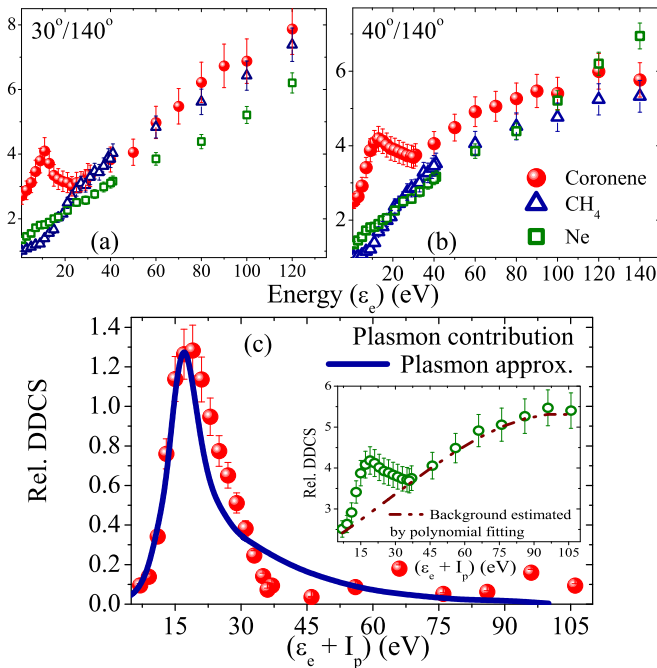 30°/140°
40°/140°
8
6
4
2
(a)
20 40 60 80 100 120
6
4
2
(b)
Coronene
CH4
Ne
20 40 60 80 100 120 140
Energy (εe) (eV)
(c)
Plasmon contribution
Plasmon approx.
Rel. DDCS
1.4
1.2
1.0
0.8
0.6
0.4
0.2
0.0
15 30 45 60 75 90 105
(εe + Ip) (eV)
Rel. DDCS
6
5
4
3
2
Background estimated
by polynomial fitting
15 30 45 60 75 90 105
(εe + Ip) (eV)